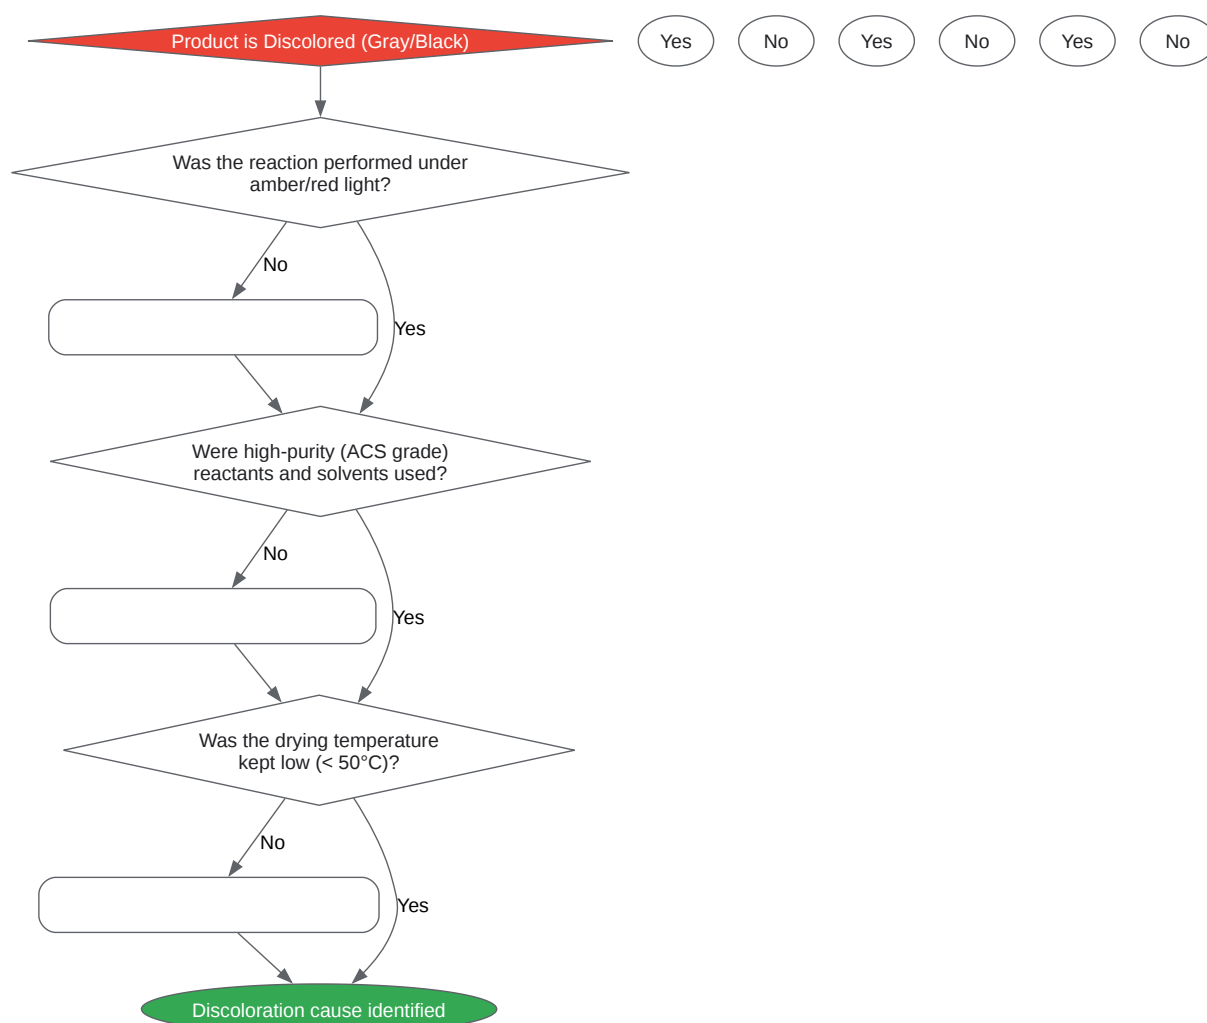 Product is Discolored (Gray/Black)
Yes
No
Yes
No
Yes
No
Was the reaction performed under
amber/red light?
No
Yes
Were high-purity (ACS grade)
reactants and solvents used?
No
Yes
Was the drying temperature
kept low (< 50°C)?
No
Yes
Discoloration cause identified